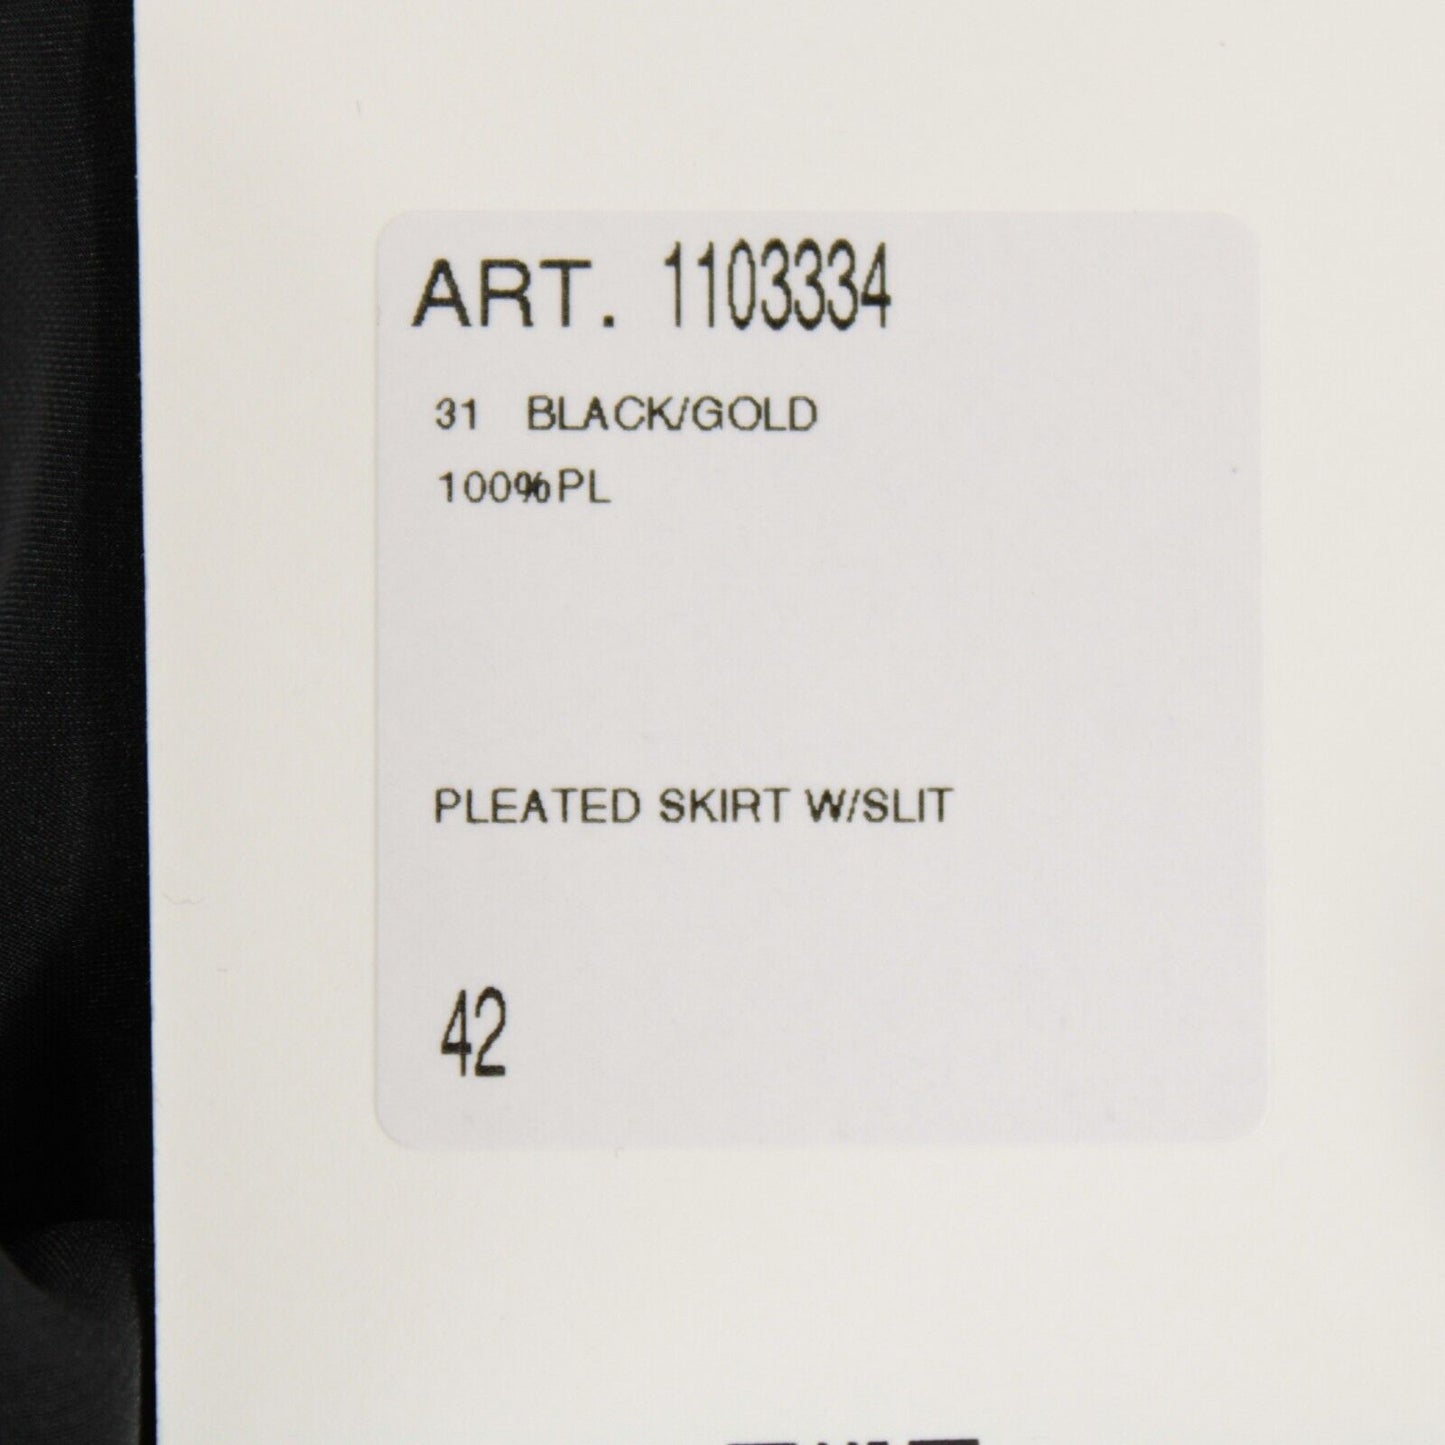 ART. 1103334
31 BLACK/GOLD
100%PL
PLEATED SKIRT W/SLIT
42